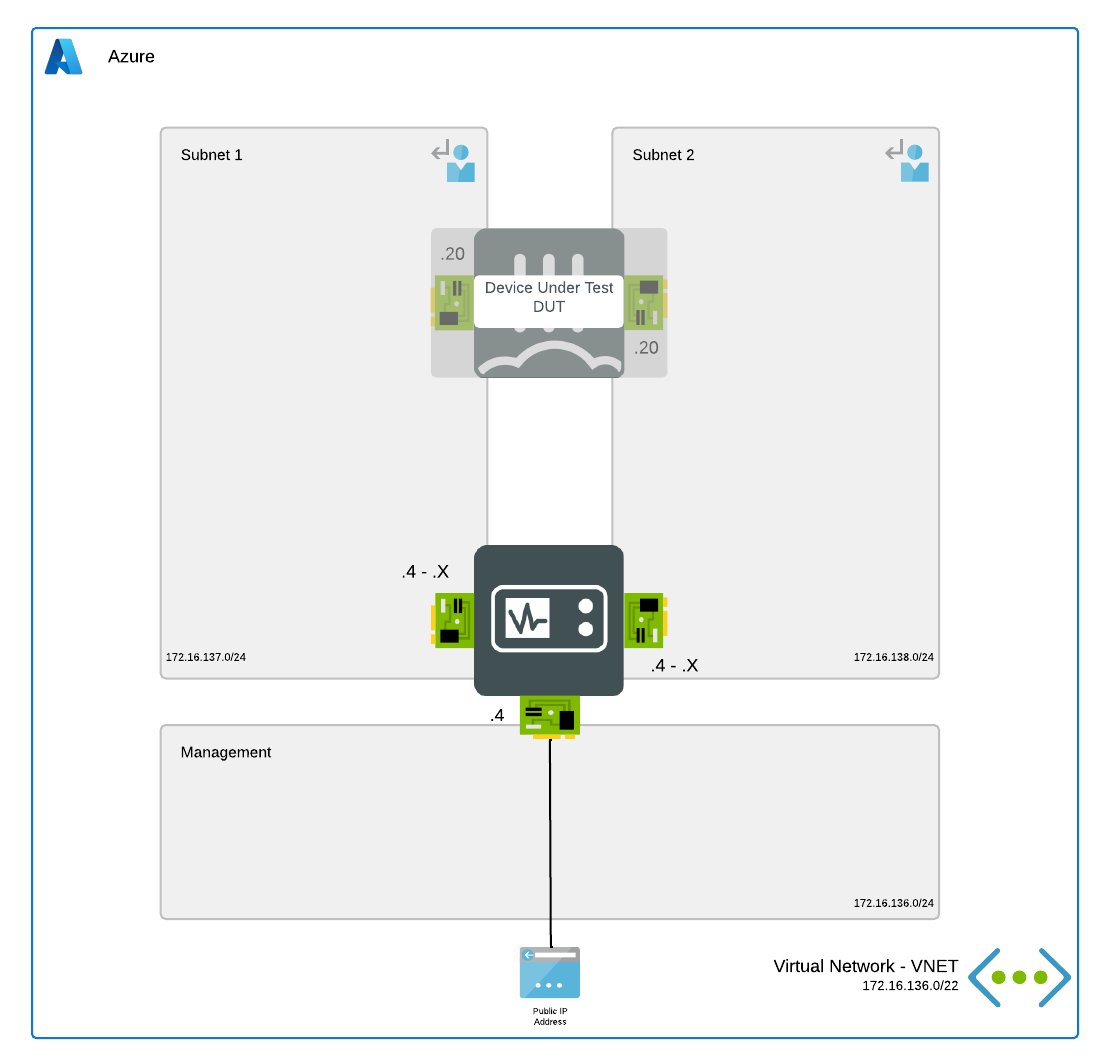 Azure
Subnet 1
Subnet 2
.20
Device Under Test
DUT
.20
.4 - .X
172.16.137.0/24
172.16.138.0/24
.4 - .X
.4
Management
172.16.136.0/24
Virtual Network - VNET
172.16.136.0/22
Public IP
Address